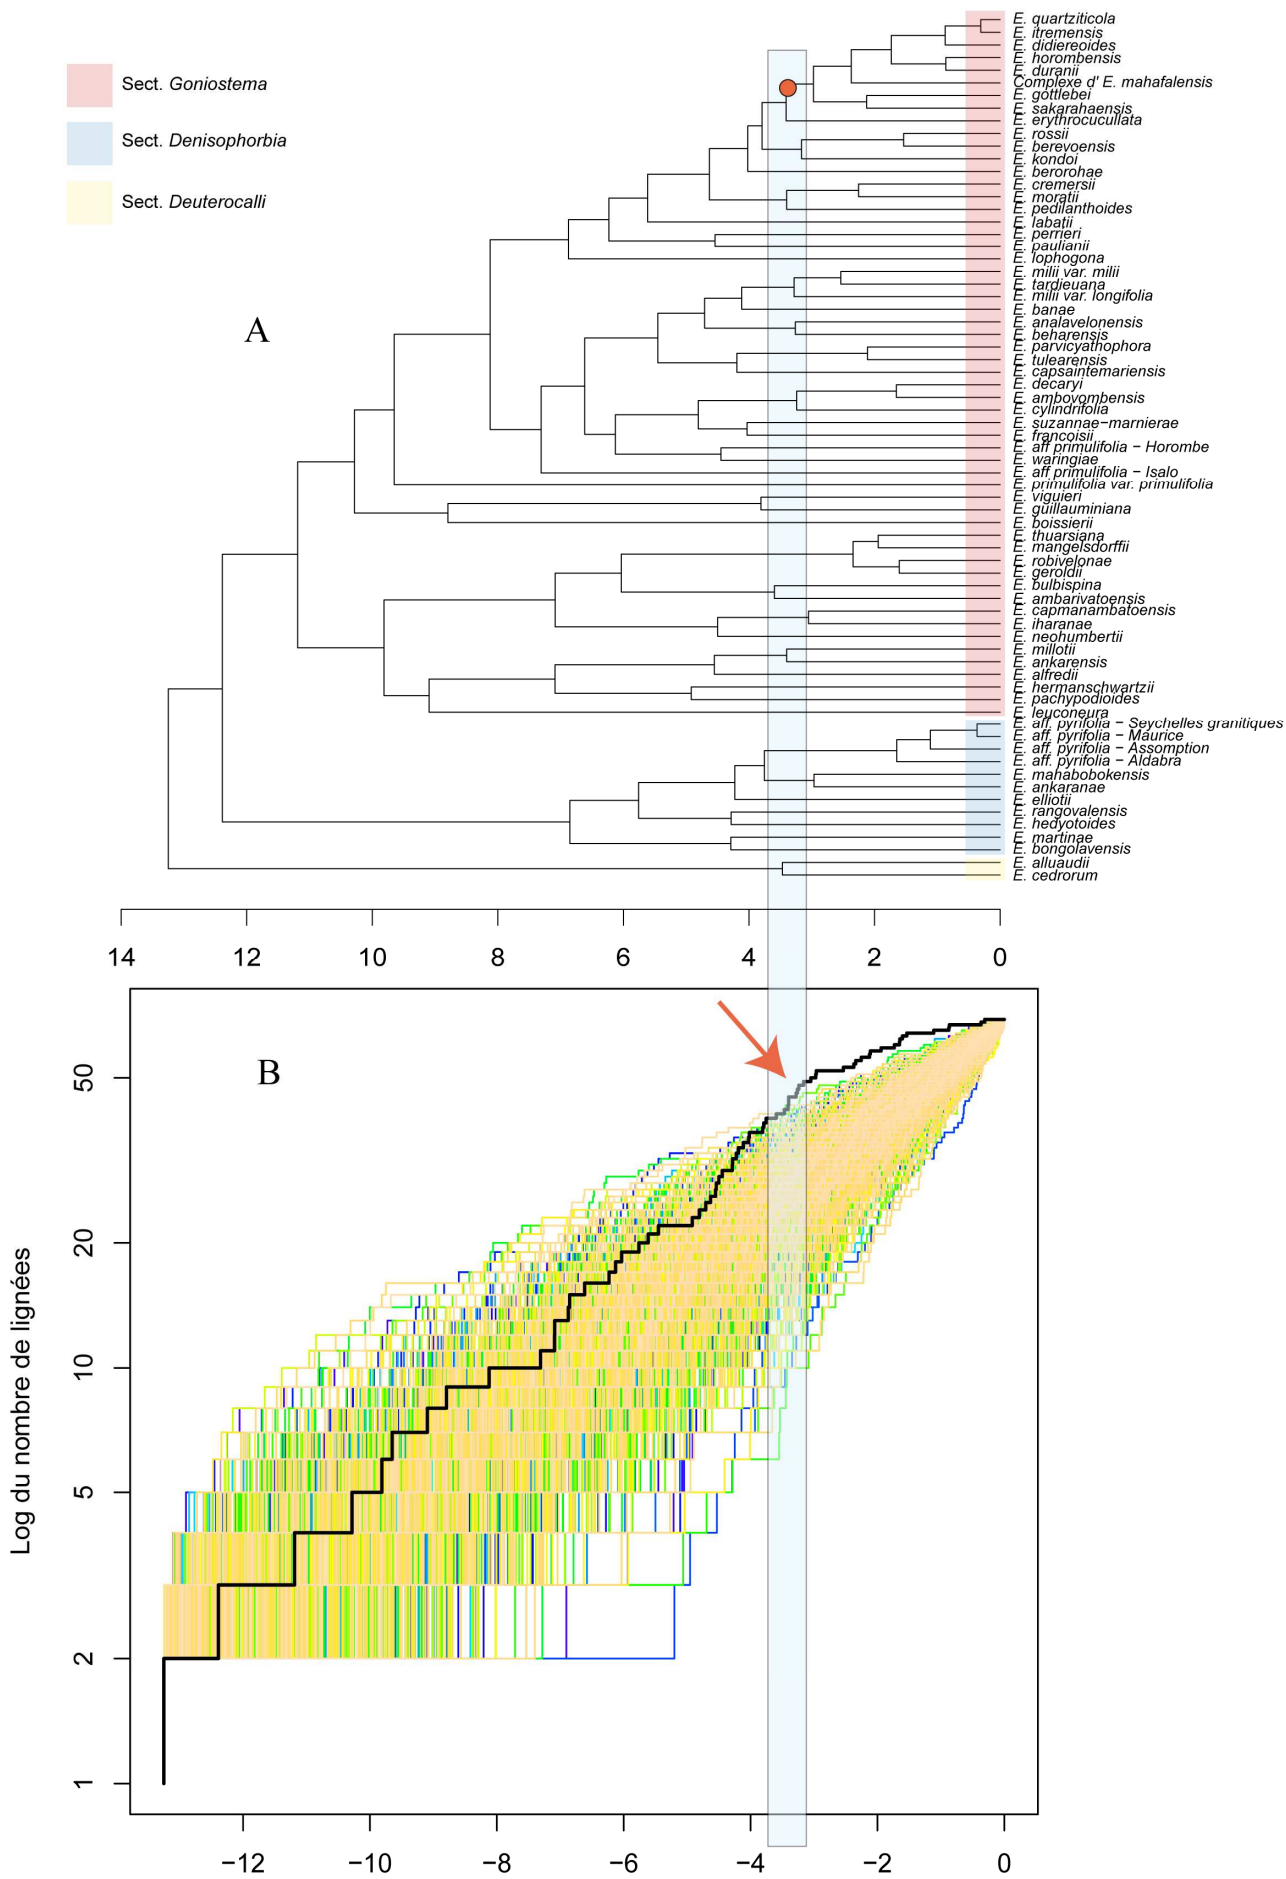 E. quartziticola
E. itremensis
E. didiereoides
E. horombensis
E. duranii
Complexe d' E. mahafalensis
E. gottlebei
E. sakarahaensis
E. erythrocucullata
E. rossii
E. berevoensis
E. kondoi
E. berorohae
E. cremersii
E. moratii
E. pedilanthoides
E. labatii
E. perrieri
E. paulianii
E. lophogona
E. milii var. milii
E. tardieuana
E. milii var. longifolia
E. banae
E. analavelonensis
E. beharensis
E. parvicyathophora
E. tulearensis
E. capsaintemariensis
E. decaryi
E. ambovombensis
E. cylindrifolia
E. suzannae−marnierae
E. francoisii
E. aff primulifolia − Horombe
E. waringiae
E. aff primulifolia − Isalo
E. primulifolia var. primulifolia
E. viguieri
E. guillauminiana
E. boissierii
E. thuarsiana
E. mangelsdorffii
E. robivelonae
E. geroldii
E. bulbispina
E. ambarivatoensis
E. capmanambatoensis
E. iharanae
E. neohumbertii
E. millotii
E. ankarensis
E. alfredii
E. hermanschwartzii
E. pachypodioides
E. leuconeura
E. aff. pyrifolia − Seychelles granitiques
E. aff. pyrifolia − Maurice
E. aff. pyrifolia − Assomption
E. aff. pyrifolia − Aldabra
E. mahabobokensis
E. ankaranae
E. elliotii
E. rangovalensis
E. hedyotoides
E. martinae
E. bongolavensis
E. alluaudii
E. cedrorum
Sect. Goniostema
Sect. Denisophorbia
Sect. Deuterocalli
A
14 12 10 8 6 4 2 0
B
Log du nombre de lignées
50
20
10
5
2
1
−12 −10 −8 −6 −4 −2 0